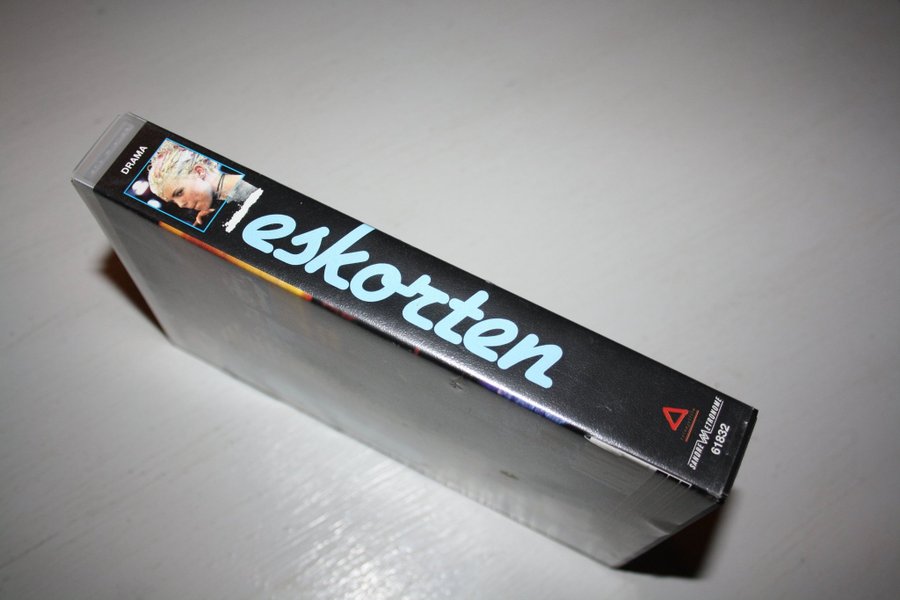 DRAMA
eskorten
SANDREW METRONOME
61832